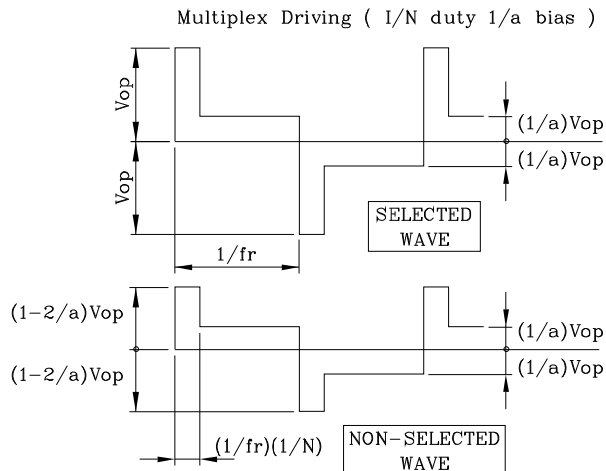 Multiplex Driving ( I/N duty 1/a bias )
Vop
(1/a)Vop
(1/a)Vop
Vop
SELECTED
WAVE
1/fr
(1-2/a)Vop
(1/a)Vop
(1-2/a)Vop
(1/a)Vop
(1/fr)(1/N)
NON-SELECTED
WAVE